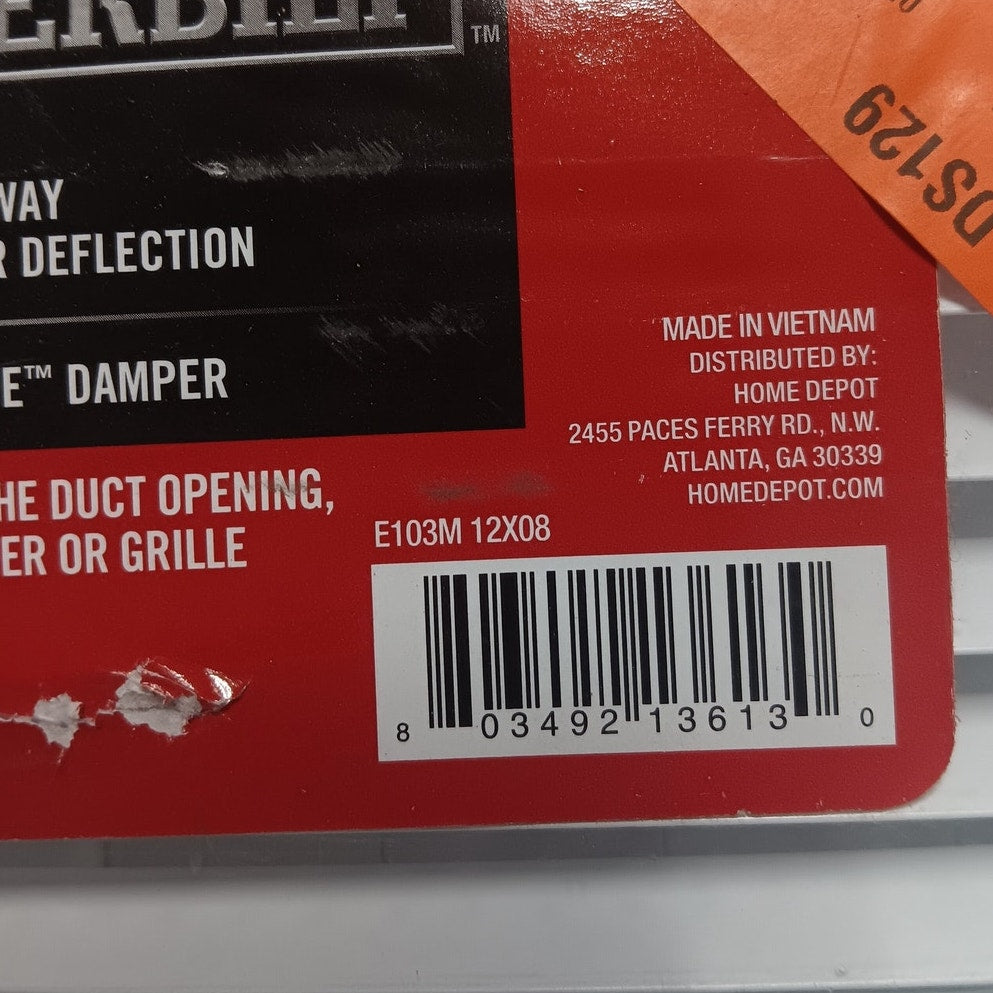 ERBILT™
WAY
R DEFLECTION
E™ DAMPER
HE DUCT OPENING,
ER OR GRILLE
DS129
MADE IN VIETNAM
DISTRIBUTED BY:
HOME DEPOT
2455 PACES FERRY RD., N.W.
ATLANTA, GA 30339
HOMEDEPOT.COM
E103M 12X08
8 03492 13613 0